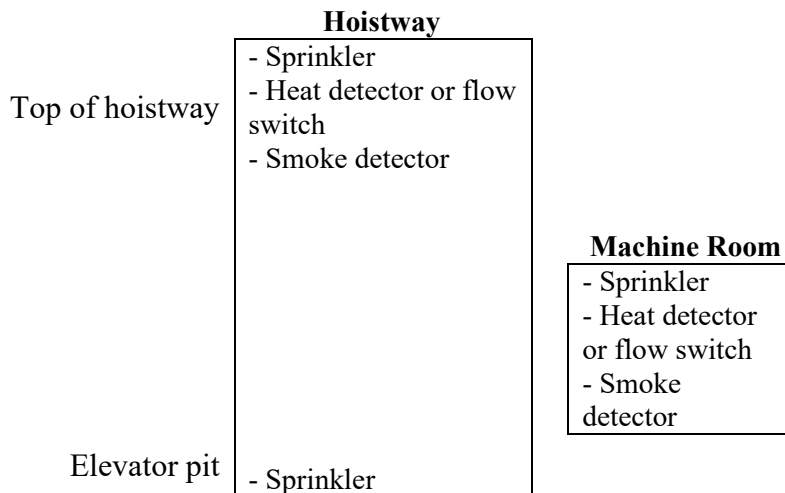 Hoistway
- Sprinkler
- Heat detector or flow
switch
- Smoke detector
Top of hoistway
Machine Room
- Sprinkler
- Heat detector
or flow switch
- Smoke
detector
Elevator pit
- Sprinkler